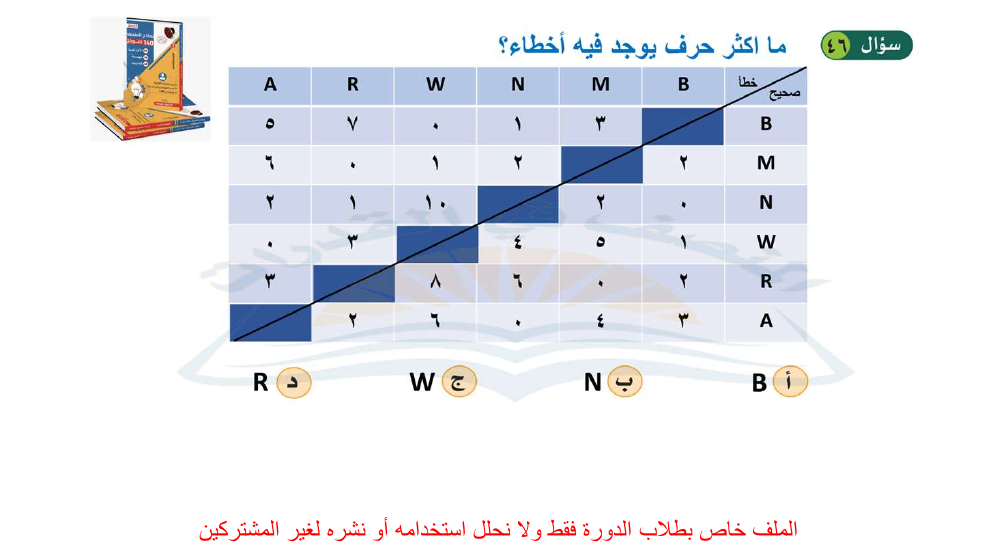 سؤال ٤٦
ما اكثر حرف يوجد فيه أخطاء؟
خطأ صحيح B M N W R A
B ٣ ١ ٠ ٧ ٥
M ٢ ٢ ١ ٠ ٦
N ٠ ٢ ١٠ ١ ٢
W ١ ٥ ٤ ٣ ٠
R ٢ ٠ ٦ ٨ ٣
A ٣ ٤ ٠ ٦ ٢
أ B ب N ج W د R
الملف خاص بطلاب الدورة فقط ولا نحلل استخدامه أو نشره لغير المشتركين